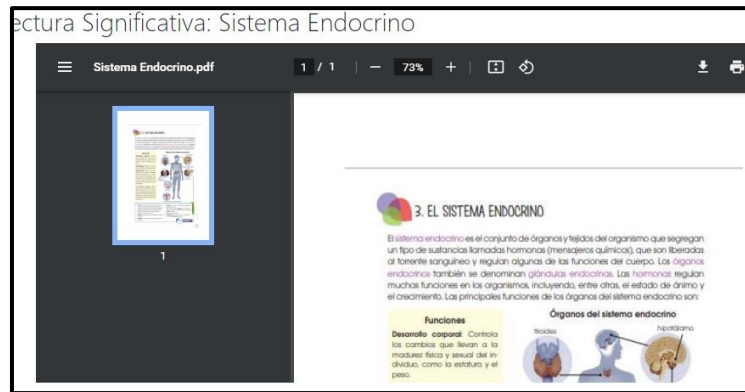 ectura Significativa: Sistema Endocrino
Sistema Endocrino.pdf
1 / 1
73%
1
3. EL SISTEMA ENDOCRINO
El sistema endocrino es el conjunto de órganos y tejidos del organismo que segregan
un tipo de sustancias llamadas hormonas (mensajeros químicos), que son liberadas
al torrente sanguíneo y regulan algunas de las funciones del cuerpo. Los órganos
endocrinos también se denominan glándulas endocrinas. Las hormonas regulan
muchas funciones en los organismos, incluyendo, entre otras, el estado de ánimo y
el crecimiento. Las principales funciones de los órganos del sistema endocrino son:
Funciones
Desarrollo corporal: Controla
los cambios que llevan a la
madurez física y sexual del in-
dividuo, como la estatura y el
peso.
Órganos del sistema endocrino
tiroides
hipotálamo